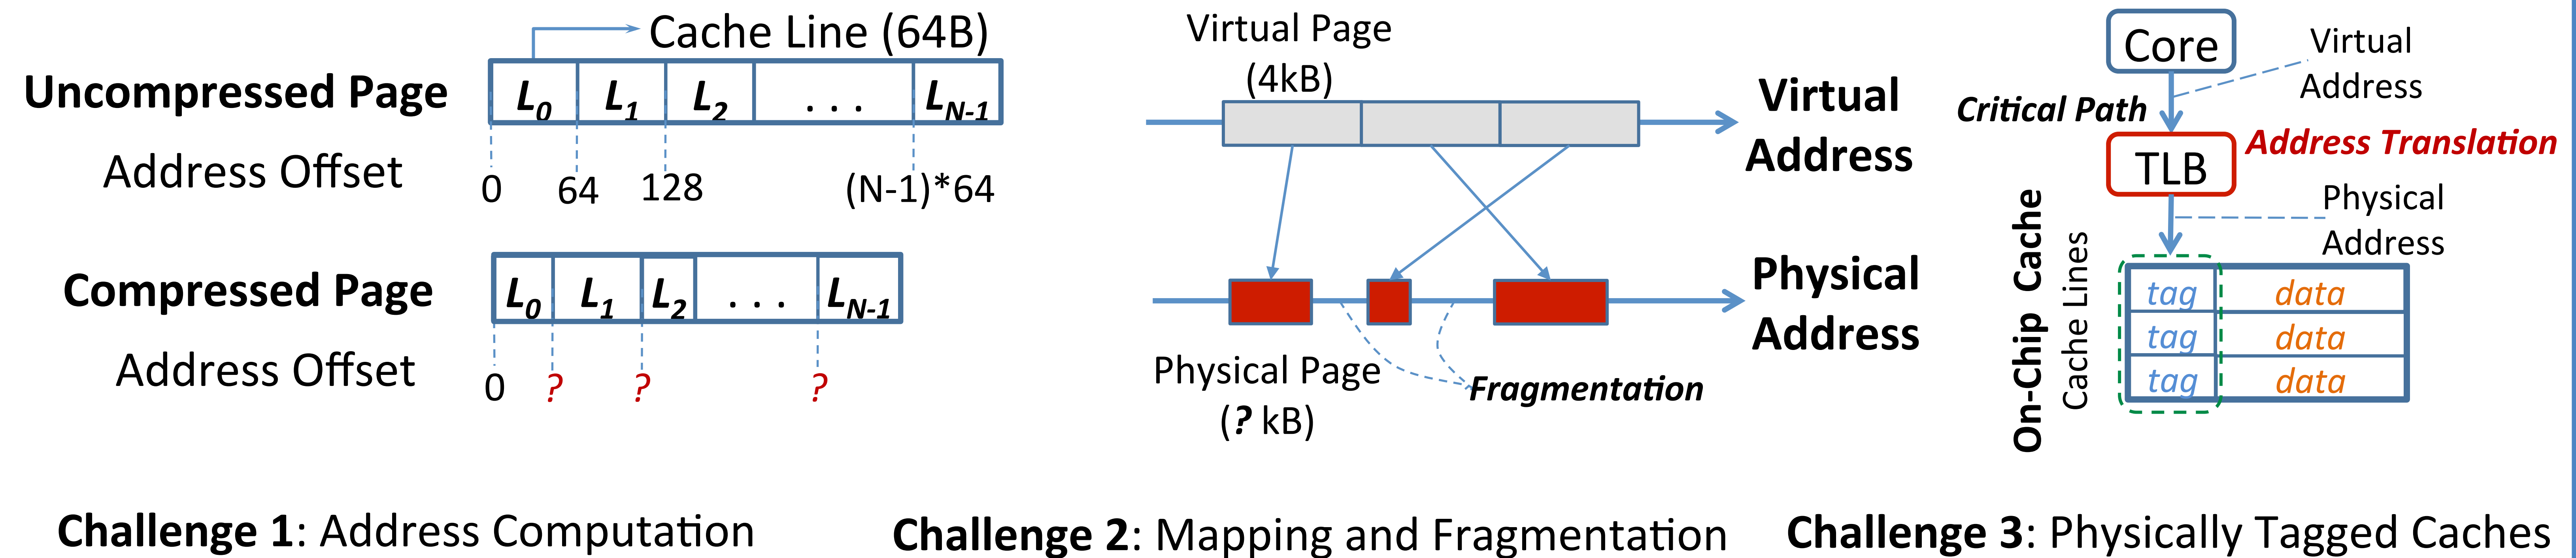 Cache Line (64B)
Uncompressed Page
L0 L1 L2 . . . LN-1
Address Offset
0 64 128 (N-1)*64
Compressed Page
L0 L1 L2 . . . LN-1
Address Offset
0 ? ? ?
Challenge 1: Address Computation
Virtual Page
(4kB)
Virtual
Address
Physical
Address
Physical Page
(? kB)
Fragmentation
Challenge 2: Mapping and Fragmentation
Core
Virtual
Address
Critical Path
Address Translation
TLB
Physical
Address
On-Chip Cache
Cache Lines
tag data
tag data
tag data
Challenge 3: Physically Tagged Caches